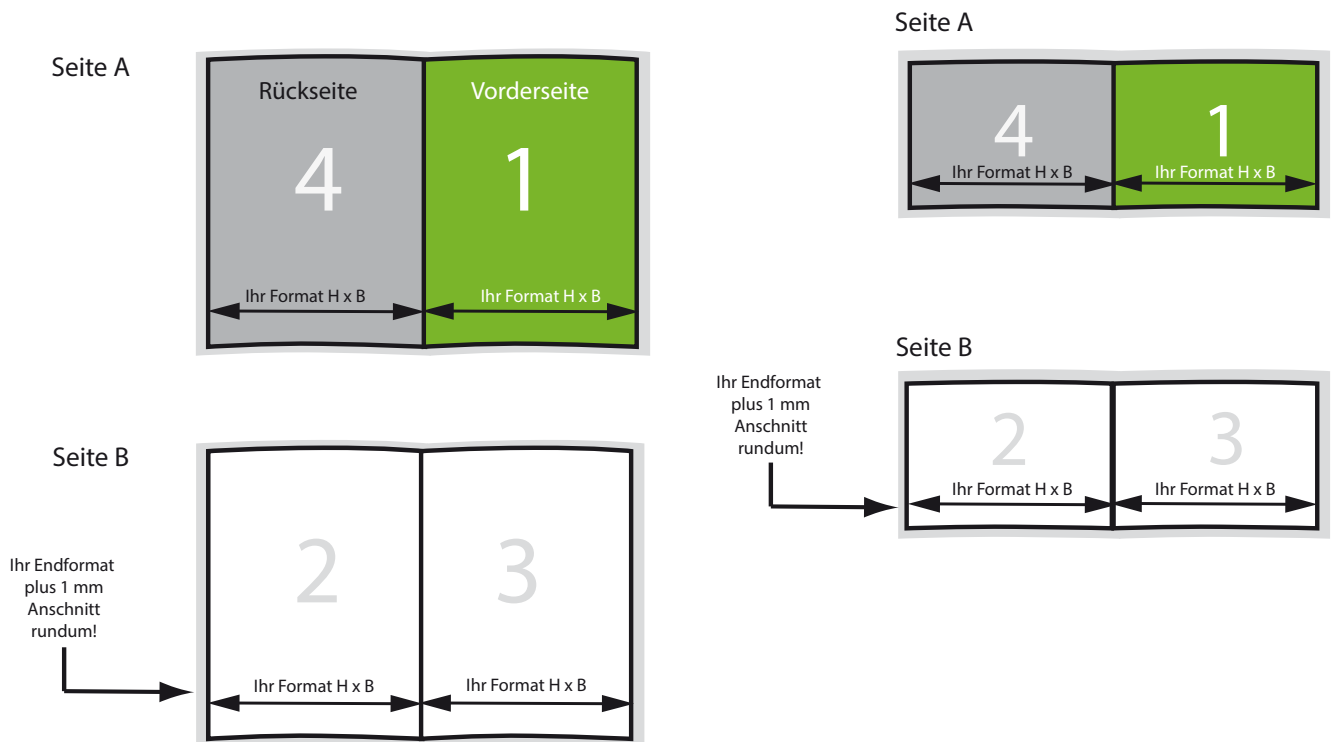 Seite A
Rückseite
Vorderseite
4
1
Ihr Format H x B
Ihr Format H x B
Seite B
2
3
Ihr Endformat
plus 1 mm
Anschnitt
rundum!
Ihr Format H x B
Ihr Format H x B
Seite A
4
1
Ihr Format H x B
Ihr Format H x B
Seite B
Ihr Endformat
plus 1 mm
Anschnitt
rundum!
2
3
Ihr Format H x B
Ihr Format H x B